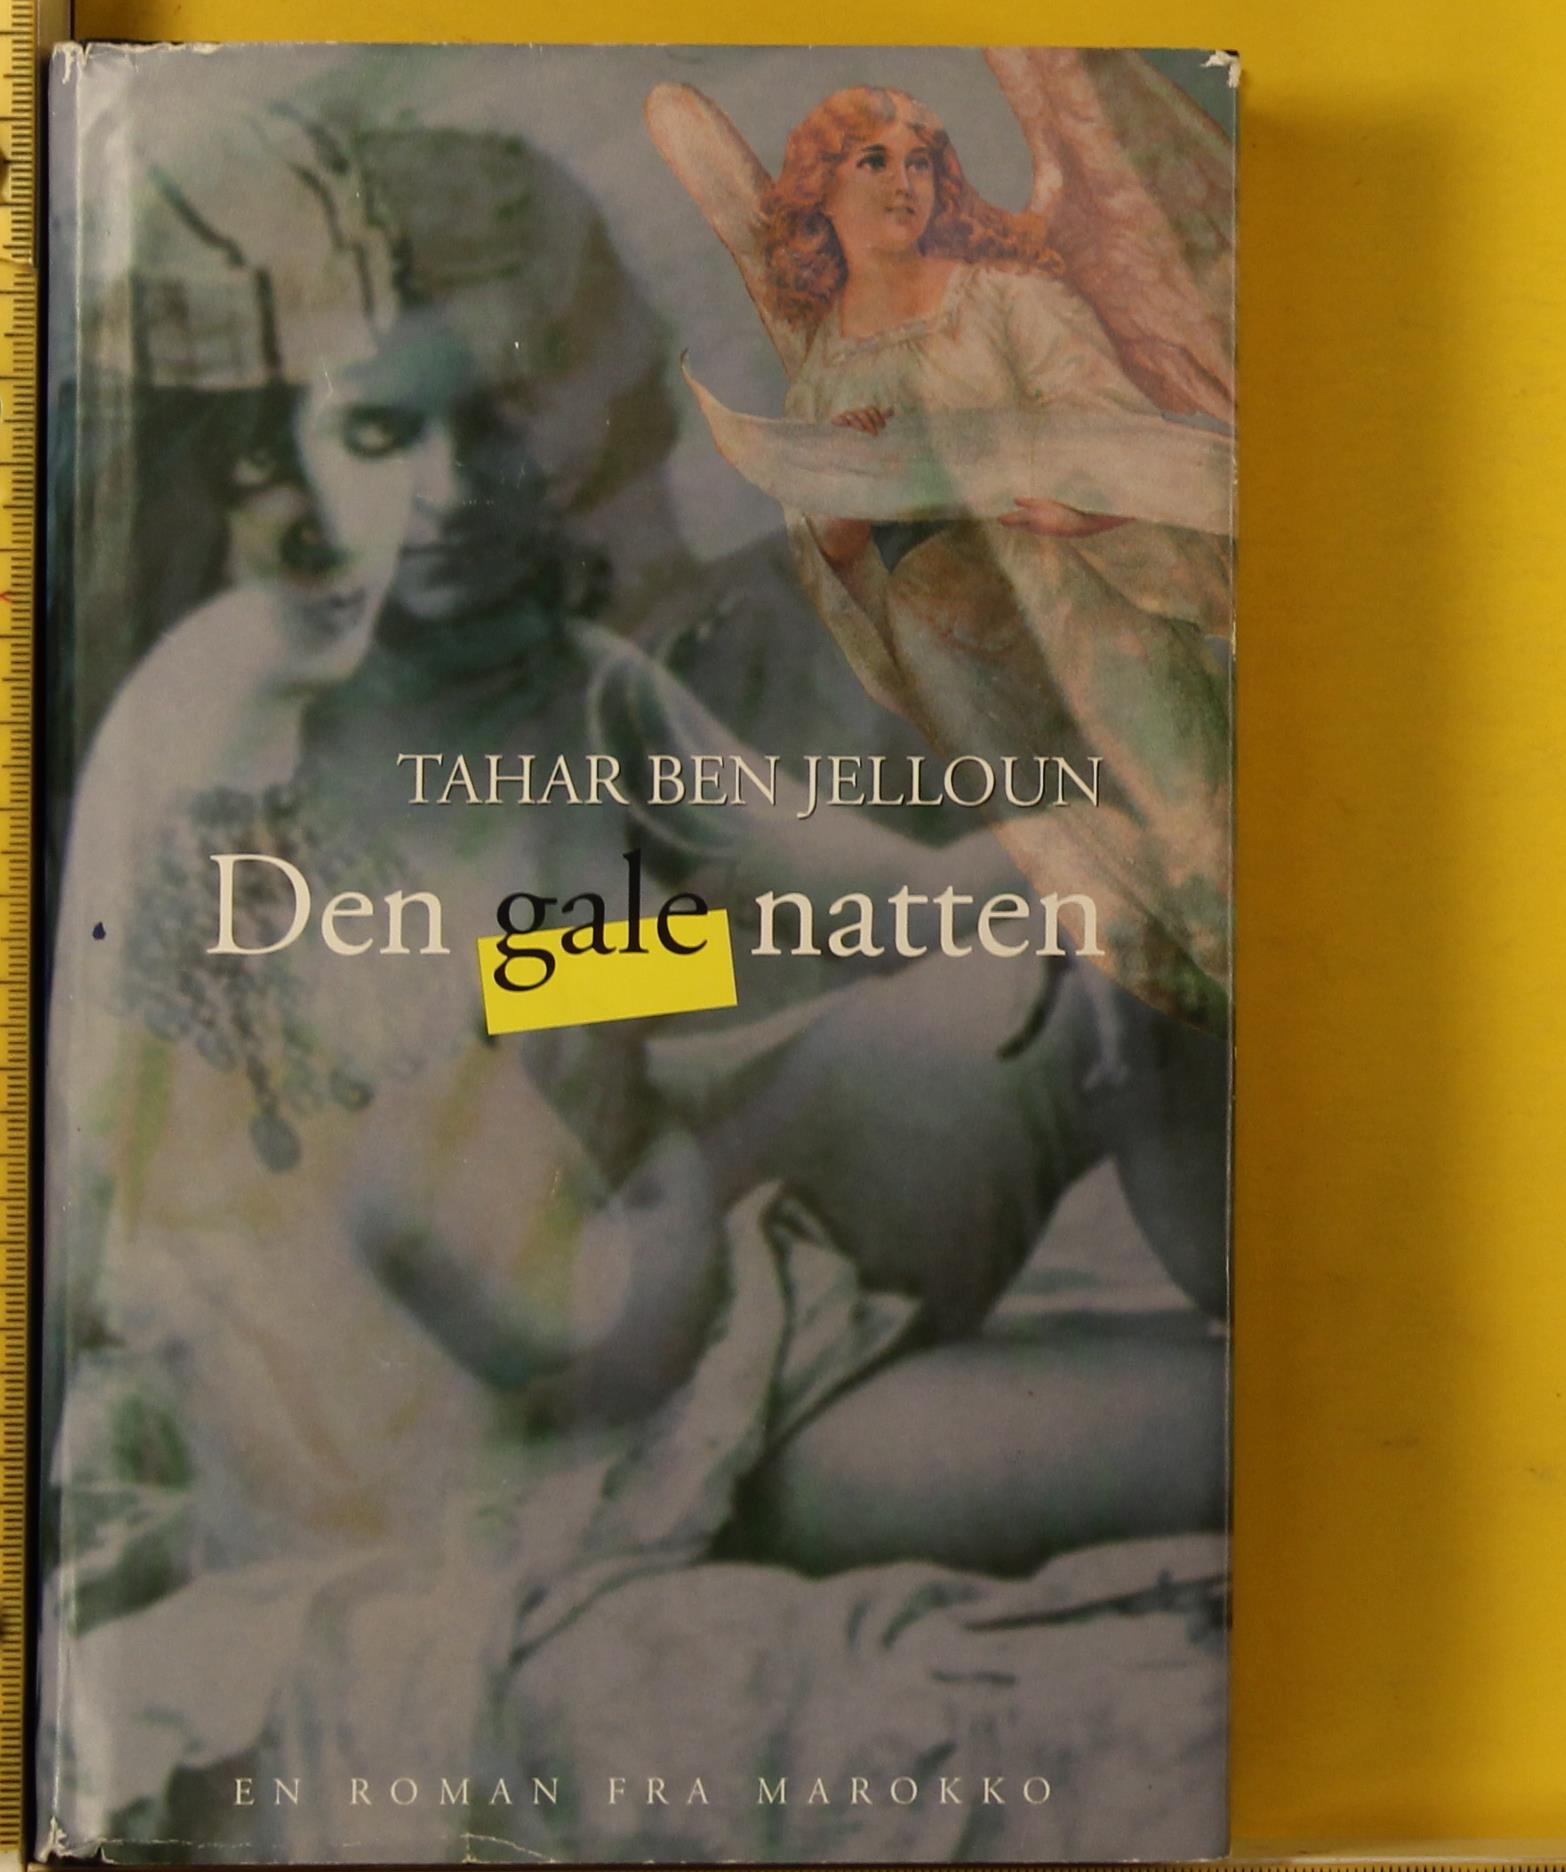 TAHAR BEN JELLOUN
Den gale natten
EN ROMAN FRA MAROKKO